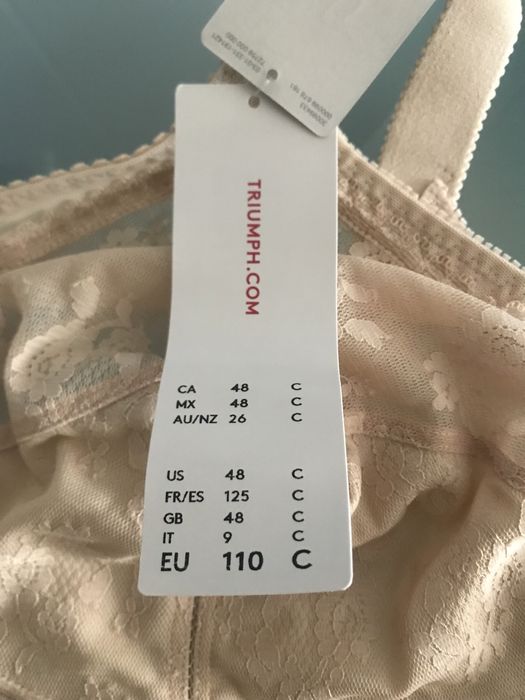 TRIUMPH.COM
CA 48 C
MX 48 C
AU/NZ 26 C
US 48 C
FR/ES 125 C
GB 48 C
IT 9 C
EU 110 C